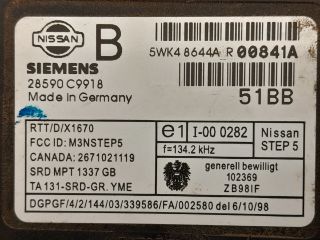 NISSAN
B
5WK4 8644A R 00841A
SIEMENS
28590 C9918
Made in Germany
51BB
RTT/D/X1670
FCC ID: M3NSTEP5
CANADA: 2671021119
SRD MPT 1337 GB
TA 131-SRD-GR. YME
e1
I-00 0282
f=134.2 kHz
Nissan
STEP 5
generell bewilligt
102369
ZB98IF
DGPGF/4/2/144/03/339586/FA/002580 del 6/10/98